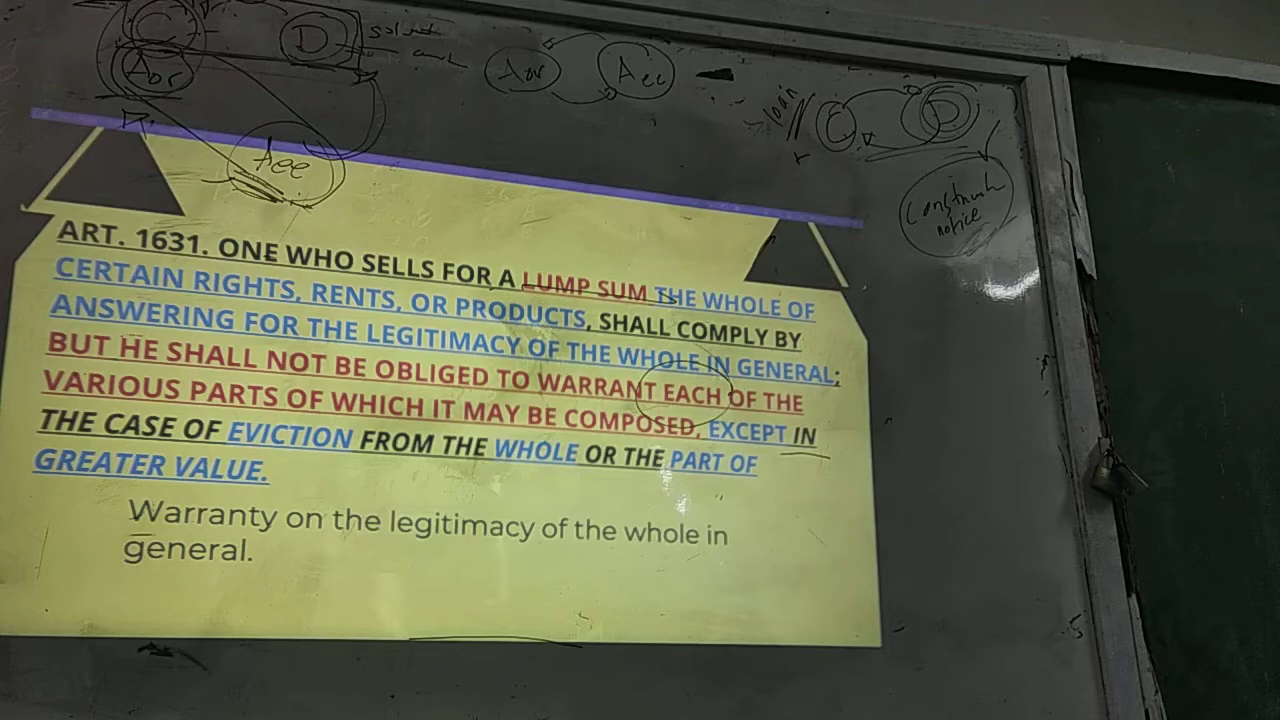 C
D
solvent
Aor
Aor
Aee
Aee
loan
C
D
notice
ART. 1631. ONE WHO SELLS FOR A LUMP SUM THE WHOLE OF
CERTAIN RIGHTS, RENTS, OR PRODUCTS, SHALL COMPLY BY
ANSWERING FOR THE LEGITIMACY OF THE WHOLE IN GENERAL;
BUT HE SHALL NOT BE OBLIGED TO WARRANT EACH OF THE
VARIOUS PARTS OF WHICH IT MAY BE COMPOSED, EXCEPT IN
THE CASE OF EVICTION FROM THE WHOLE OR THE PART OF
GREATER VALUE.
Warranty on the legitimacy of the whole in
general.